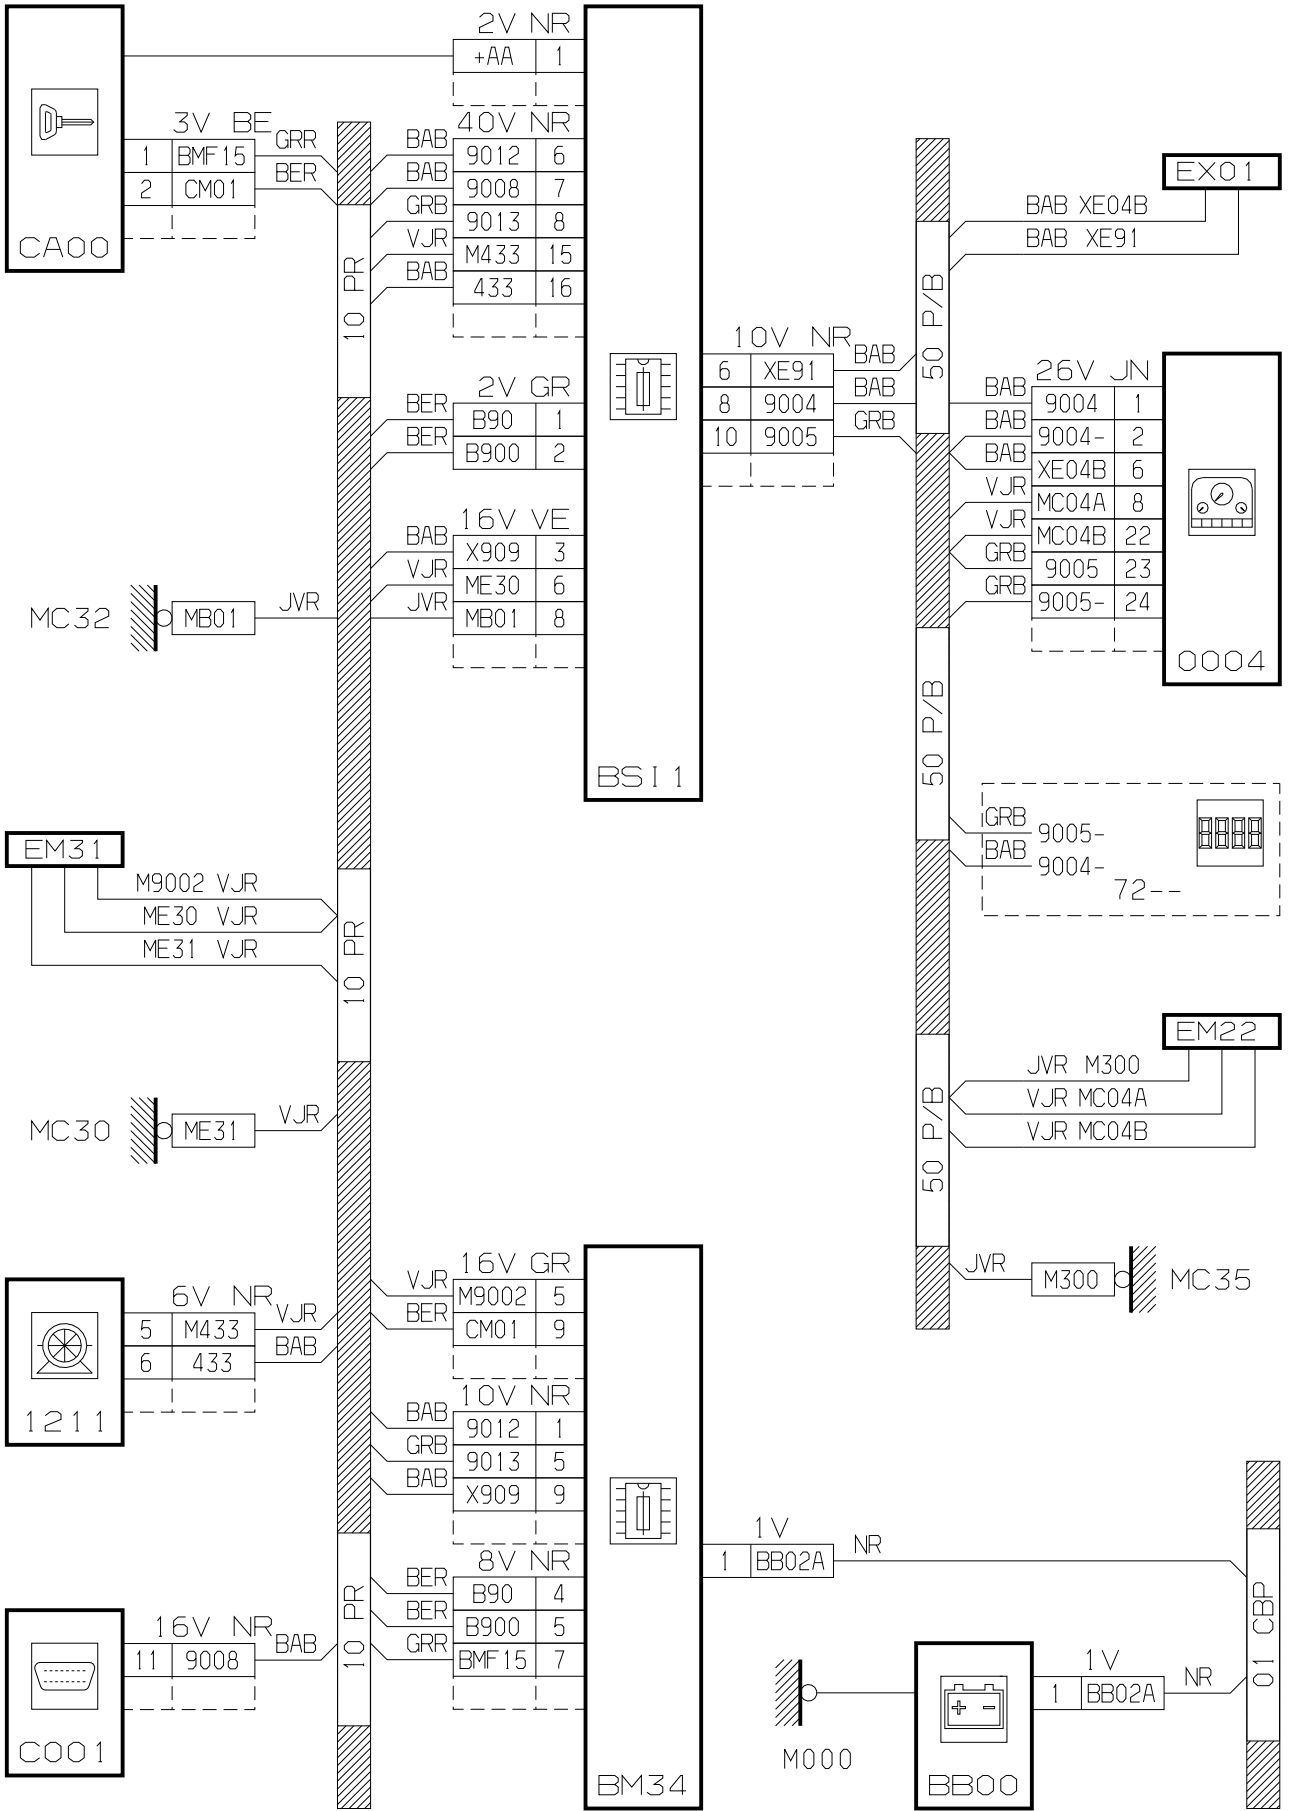 2V NR
+AA 1
3V BE
1 BMF15 GRR
2 CM01 BER
CA00
40V NR
BAB 9012 6
BAB 9008 7
GRB 9013 8
VJR M433 15
BAB 433 16
10 PR
2V GR
BER B90 1
BER B900 2
16V VE
BAB X909 3
VJR ME30 6
JVR MB01 8
MC32 MB01 JVR
BSI1
10V NR
6 XE91 BAB
8 9004 BAB
10 9005 GRB
50 P/B
EX01
BAB XE04B
BAB XE91
26V JN
BAB 9004 1
BAB 9004- 2
BAB XE04B 6
VJR MC04A 8
VJR MC04B 22
GRB 9005 23
GRB 9005- 24
0004
50 P/B
GRB 9005-
BAB 9004-
72--
EM31
M9002 VJR
ME30 VJR
ME31 VJR
10 PR
MC30 ME31 VJR
EM22
JVR M300
VJR MC04A
VJR MC04B
50 P/B
JVR M300 MC35
6V NR
5 M433 VJR
6 433 BAB
1211
16V GR
VJR M9002 5
BER CM01 9
10V NR
BAB 9012 1
GRB 9013 5
BAB X909 9
8V NR
BER B90 4
BER B900 5
GRR BMF15 7
BM34
1V
1 BB02A NR
10 PR
16V NR
11 9008 BAB
C001
M000
+ -
BB00
1V
1 BB02A NR
01 CBP